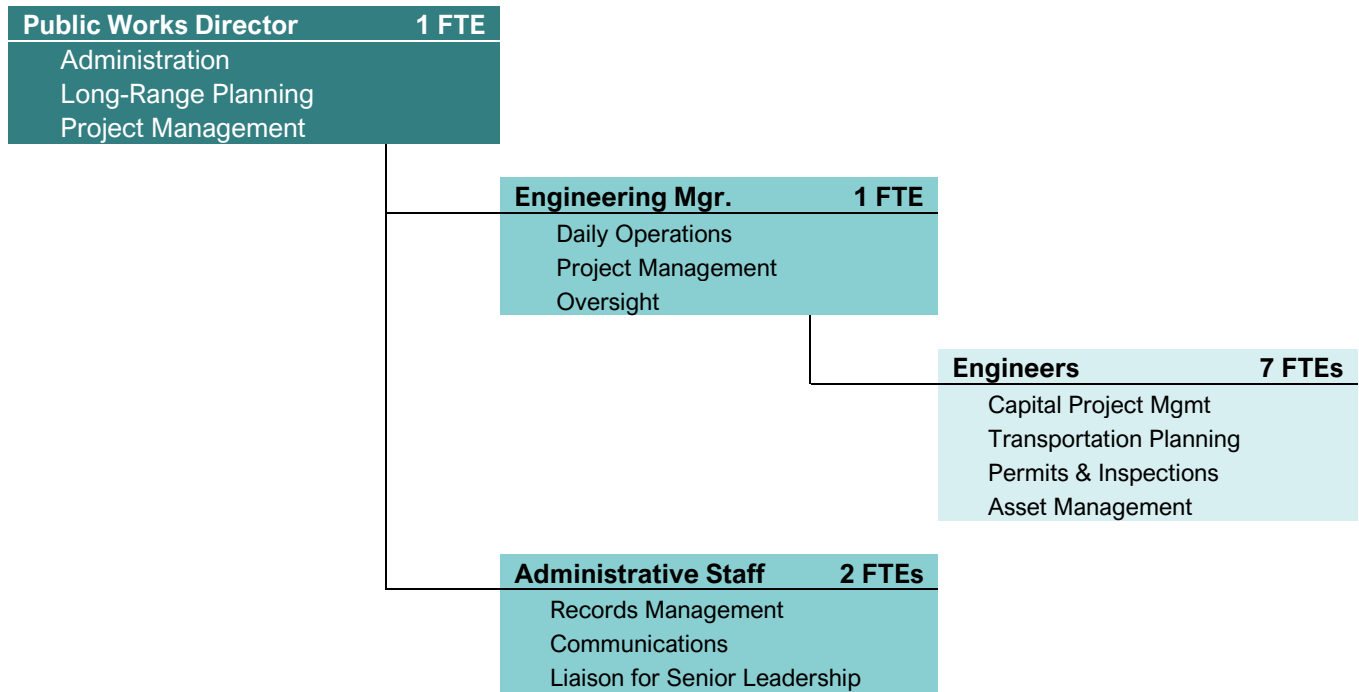 Public Works Director 1 FTE
Administration
Long-Range Planning
Project Management
Engineering Mgr. 1 FTE
Daily Operations
Project Management
Oversight
Engineers 7 FTEs
Capital Project Mgmt
Transportation Planning
Permits & Inspections
Asset Management
Administrative Staff 2 FTEs
Records Management
Communications
Liaison for Senior Leadership